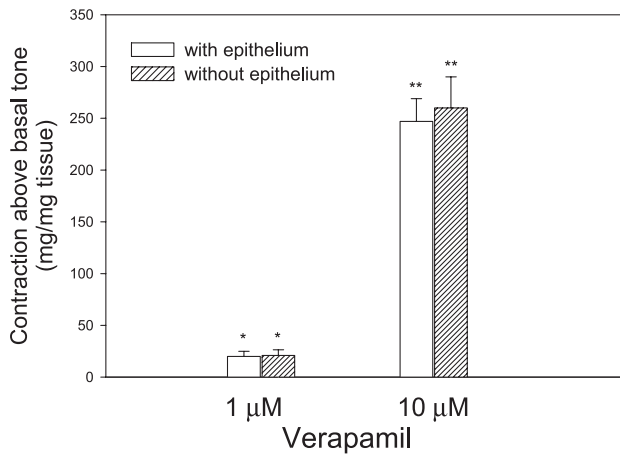 Contraction above basal tone
(mg/mg tissue)
350
300
250
200
150
100
50
0
with epithelium
without epithelium
**
**
*
*
1 μM
10 μM
Verapamil